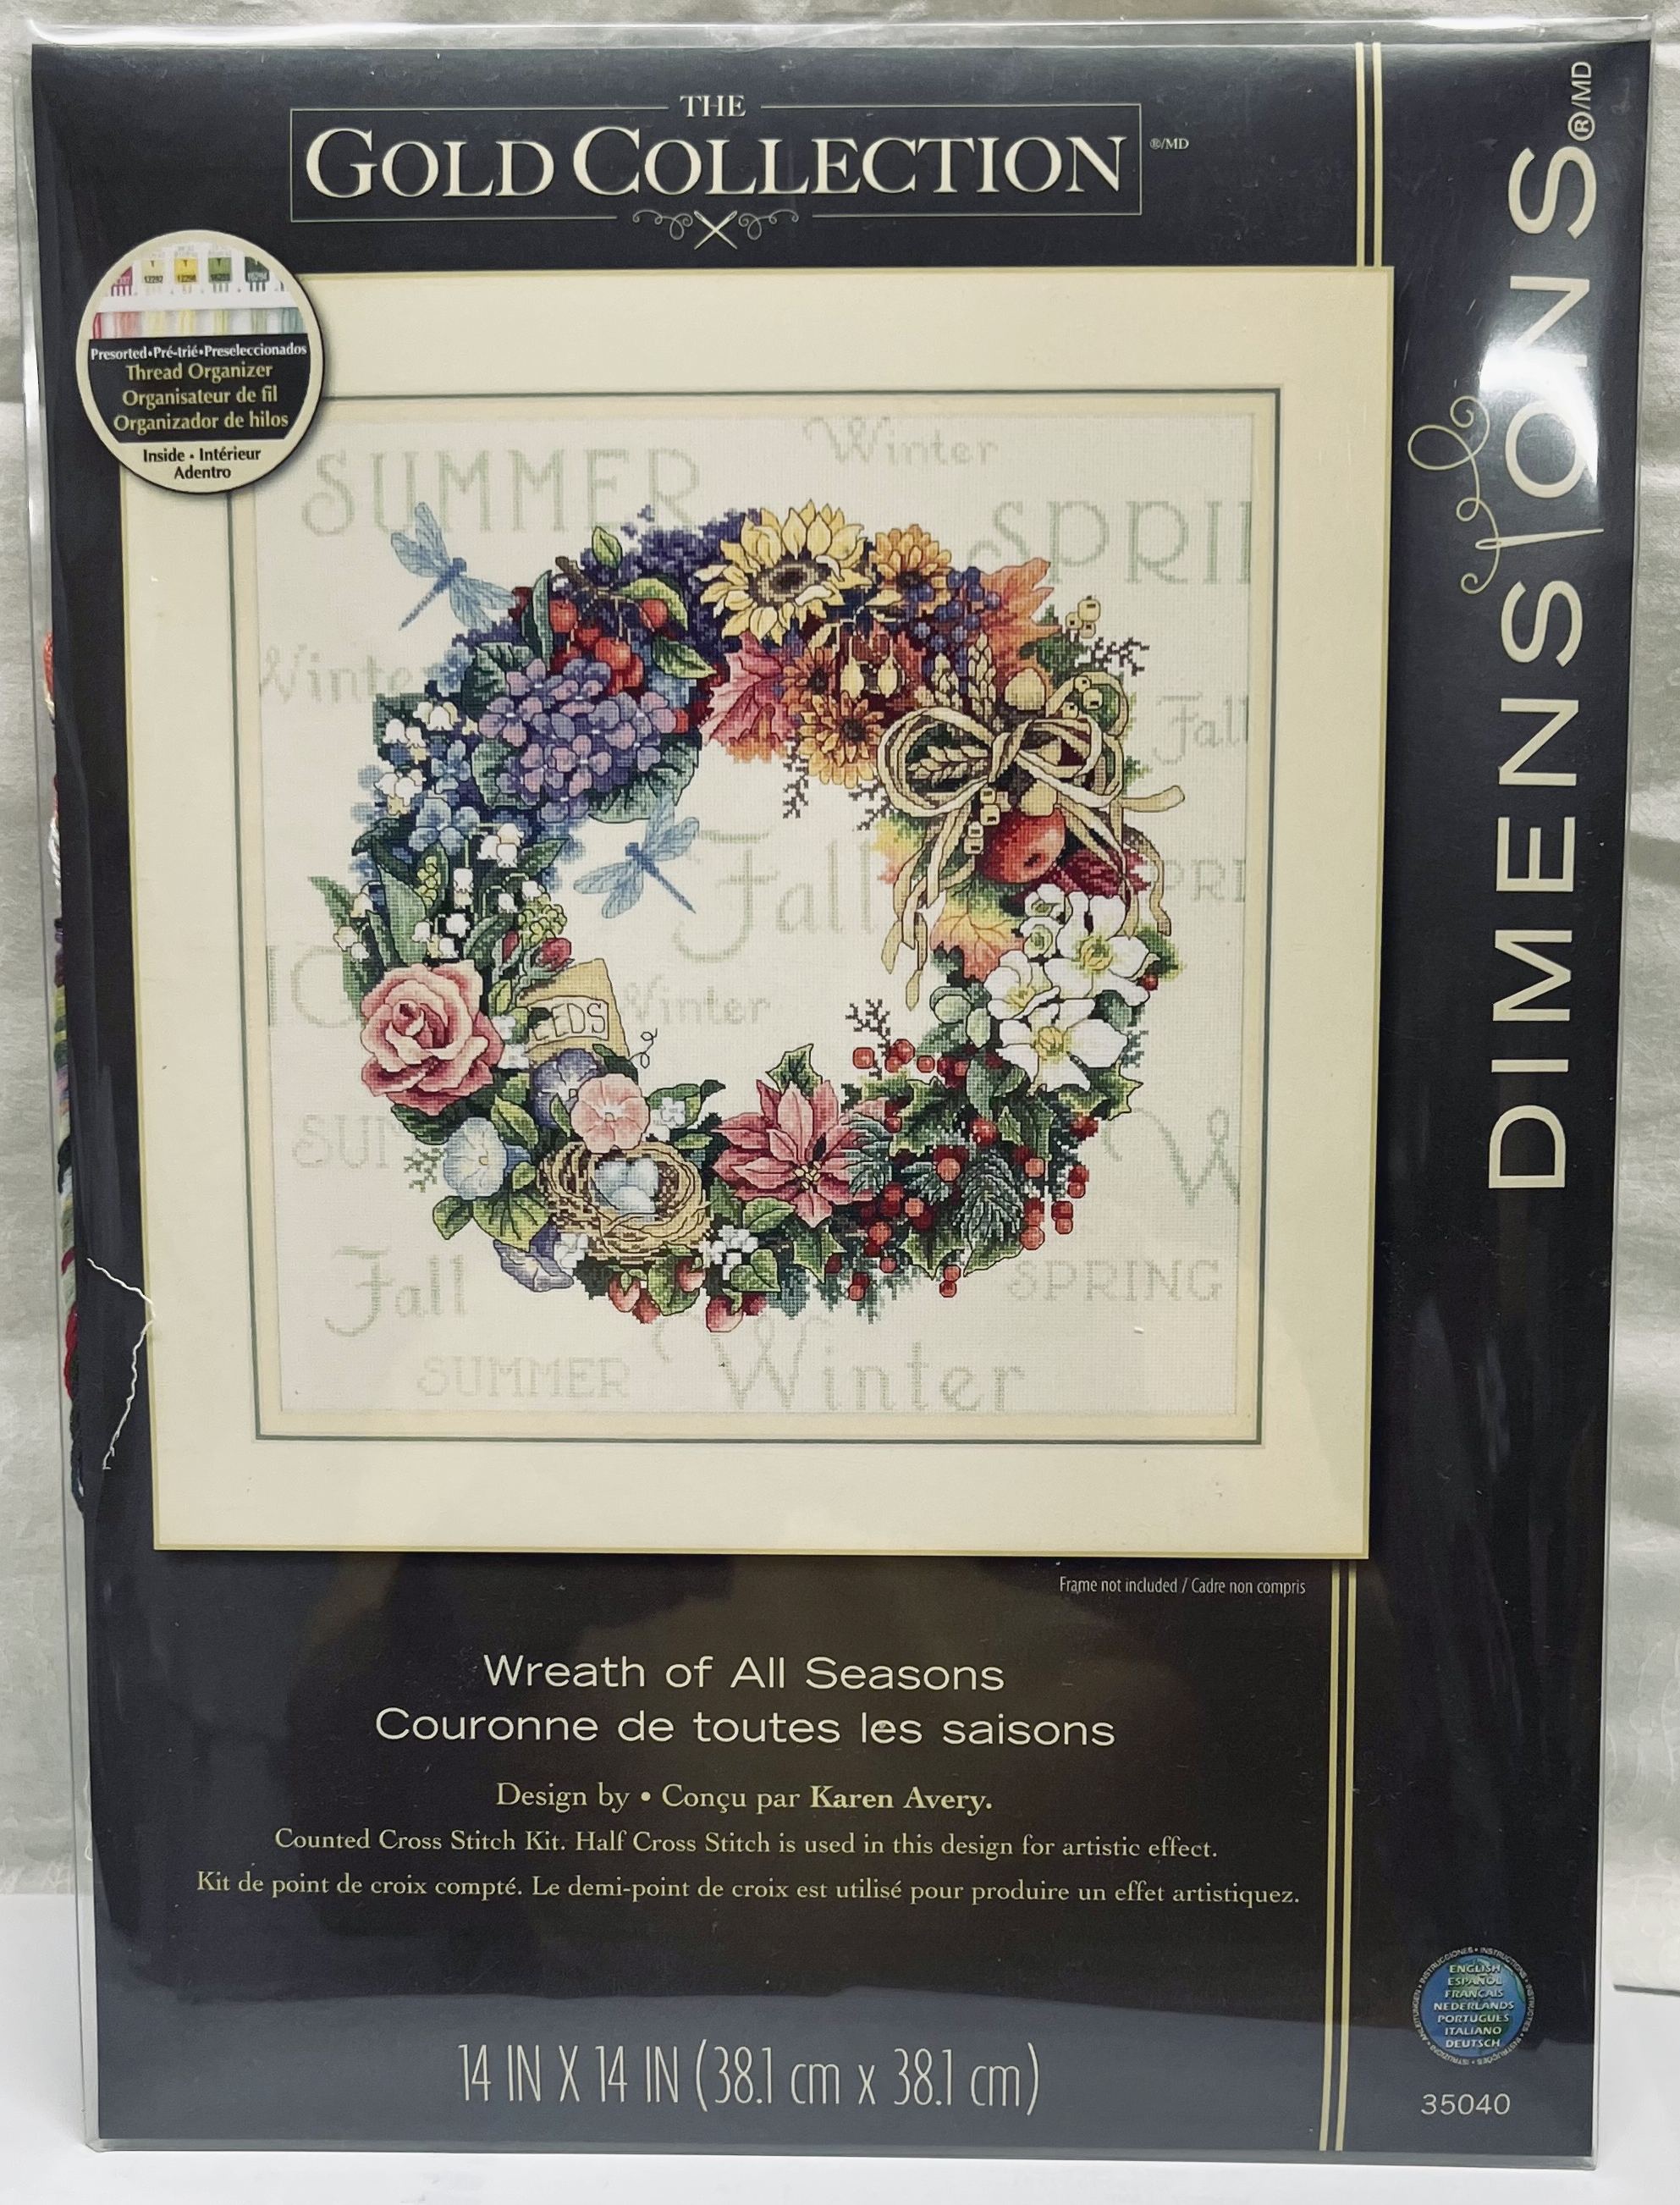 THE
GOLD COLLECTION ®/MD
DIMENSIONS®/MD
T T T T
12292 12298
Presorted•Pré-trié•Preseleccionados
Thread Organizer
Organisateur de fil
Organizador de hilos
Inside • Intérieur
Adentro
Winter
SUMMER
SPRI
Winte
Fall
Fall
PRI
Winter
EEDS
SUM
W
Fall
SPRING
SUMMER
Winter
Frame not included / Cadre non compris
Wreath of All Seasons
Couronne de toutes les saisons
Design by • Conçu par Karen Avery.
Counted Cross Stitch Kit. Half Cross Stitch is used in this design for artistic effect.
Kit de point de croix compté. Le demi-point de croix est utilisé pour produire un effet artistiquez.
14 IN X 14 IN (38.1 cm x 38.1 cm)
ENGLISH
ESPAÑOL
FRANÇAIS
NEDERLANDS
PORTUGUÊS
ITALIANO
DEUTSCH
35040